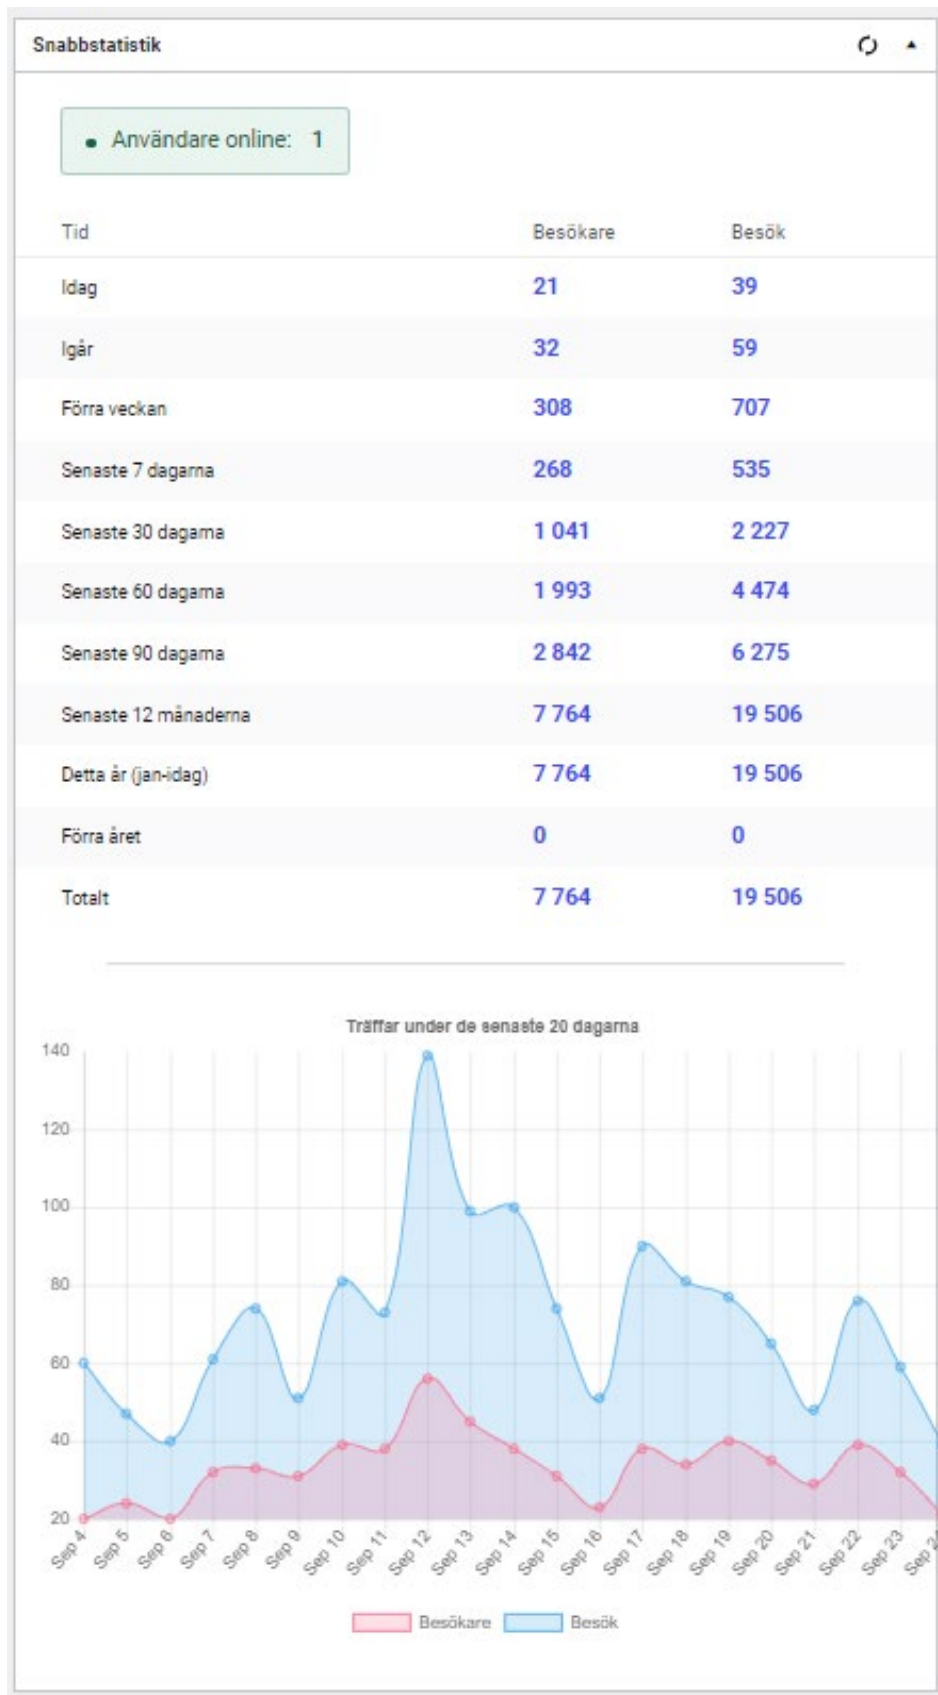 Snabbstatistik
Användare online: 1
Tid Besökare Besök
Idag 21 39
Igår 32 59
Förra veckan 308 707
Senaste 7 dagarna 268 535
Senaste 30 dagarna 1 041 2 227
Senaste 60 dagarna 1 993 4 474
Senaste 90 dagarna 2 842 6 275
Senaste 12 månaderna 7 764 19 506
Detta år (jan-idag) 7 764 19 506
Förra året 0 0
Totalt 7 764 19 506
Träffar under de senaste 20 dagarna
140
120
100
80
60
40
20
Sep 4 Sep 5 Sep 6 Sep 7 Sep 8 Sep 9 Sep 10 Sep 11 Sep 12 Sep 13 Sep 14 Sep 15 Sep 16 Sep 17 Sep 18 Sep 19 Sep 20 Sep 21 Sep 22 Sep 23 Sep
Besökare Besök